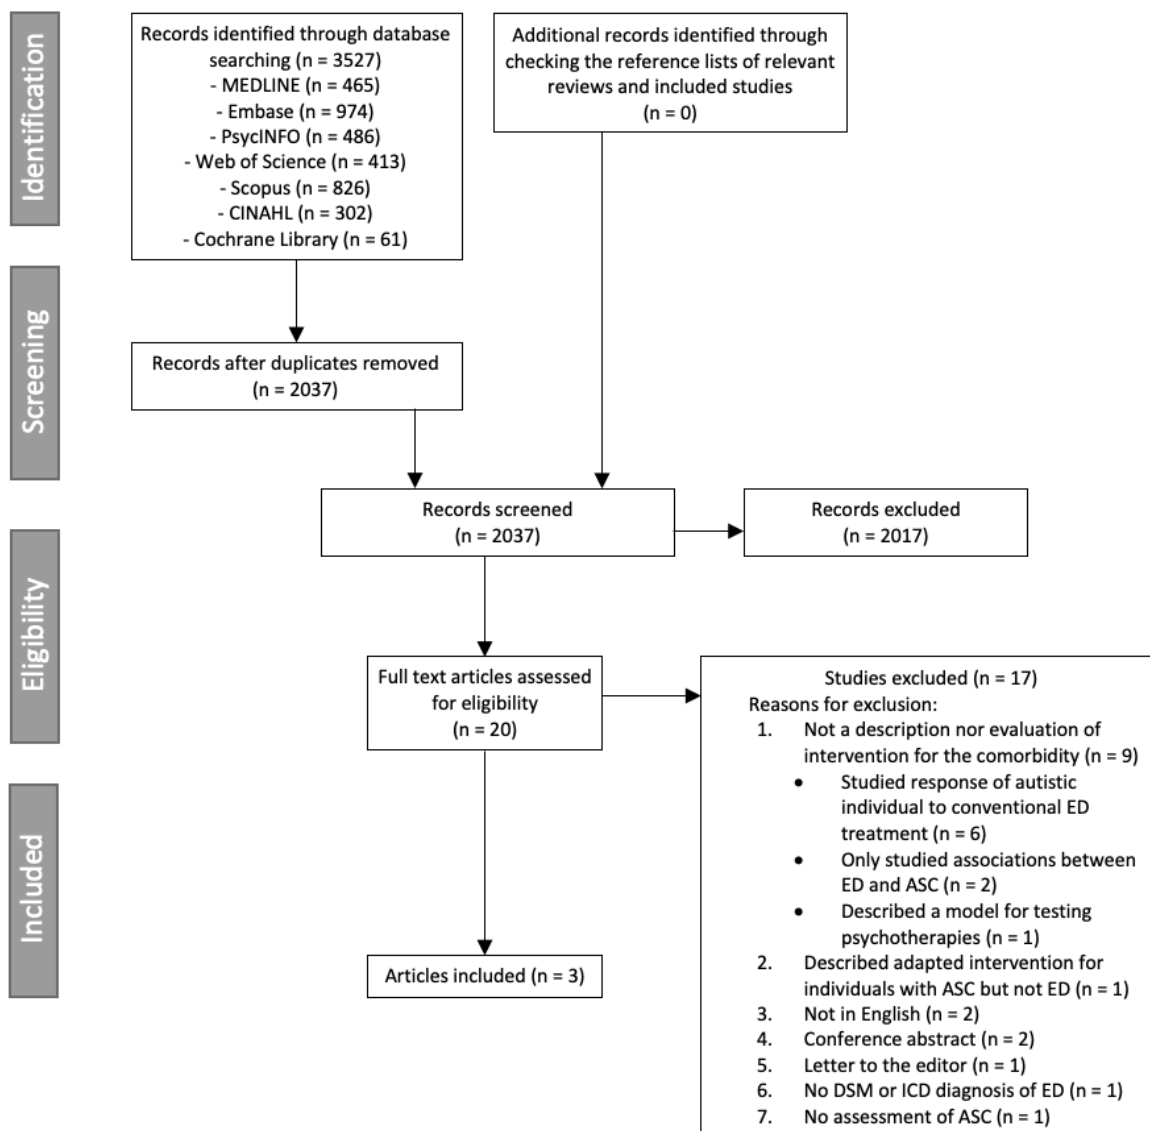 Identification
Records identified through database
searching (n = 3527)
- MEDLINE (n = 465)
- Embase (n = 974)
- PsycINFO (n = 486)
- Web of Science (n = 413)
- Scopus (n = 826)
- CINAHL (n = 302)
- Cochrane Library (n = 61)
Additional records identified through
checking the reference lists of relevant
reviews and included studies
(n = 0)
Screening
Records after duplicates removed
(n = 2037)
Records screened
(n = 2037)
Records excluded
(n = 2017)
Eligibility
Full text articles assessed
for eligibility
(n = 20)
Studies excluded (n = 17)
Reasons for exclusion:
1. Not a description nor evaluation of
intervention for the comorbidity (n = 9)
• Studied response of autistic
individual to conventional ED
treatment (n = 6)
• Only studied associations between
ED and ASC (n = 2)
• Described a model for testing
psychotherapies (n = 1)
2. Described adapted intervention for
individuals with ASC but not ED (n = 1)
3. Not in English (n = 2)
4. Conference abstract (n = 2)
5. Letter to the editor (n = 1)
6. No DSM or ICD diagnosis of ED (n = 1)
7. No assessment of ASC (n = 1)
Included
Articles included (n = 3)